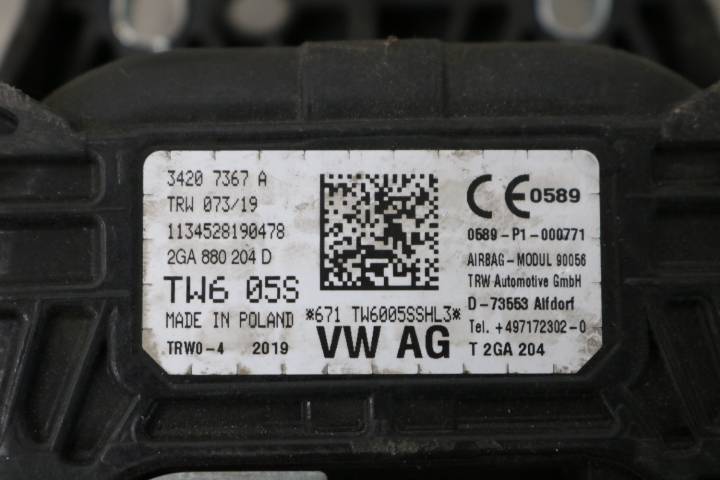 3420 7367 A
TRW 073/19
1134528190478
2GA 880 204 D
TW6 05S
MADE IN POLAND
TRWO-4 2019
*671 TW6005SSHL3*
VW AG
CE 0589
0589-P1-000771
AIRBAG-MODUL 90056
TRW Automotive GmbH
D-73553 Alfdorf
Tel. +497172302-0
T 2GA 204